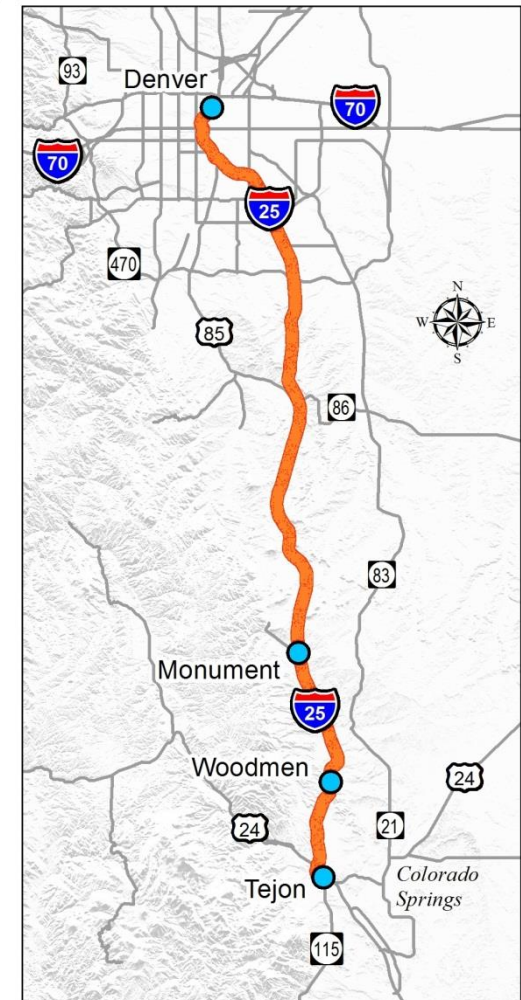 93
Denver
70
70
25
470
N
W E
S
85
86
83
Monument
25
Woodmen
24
24
21
Colorado
Springs
Tejon
115